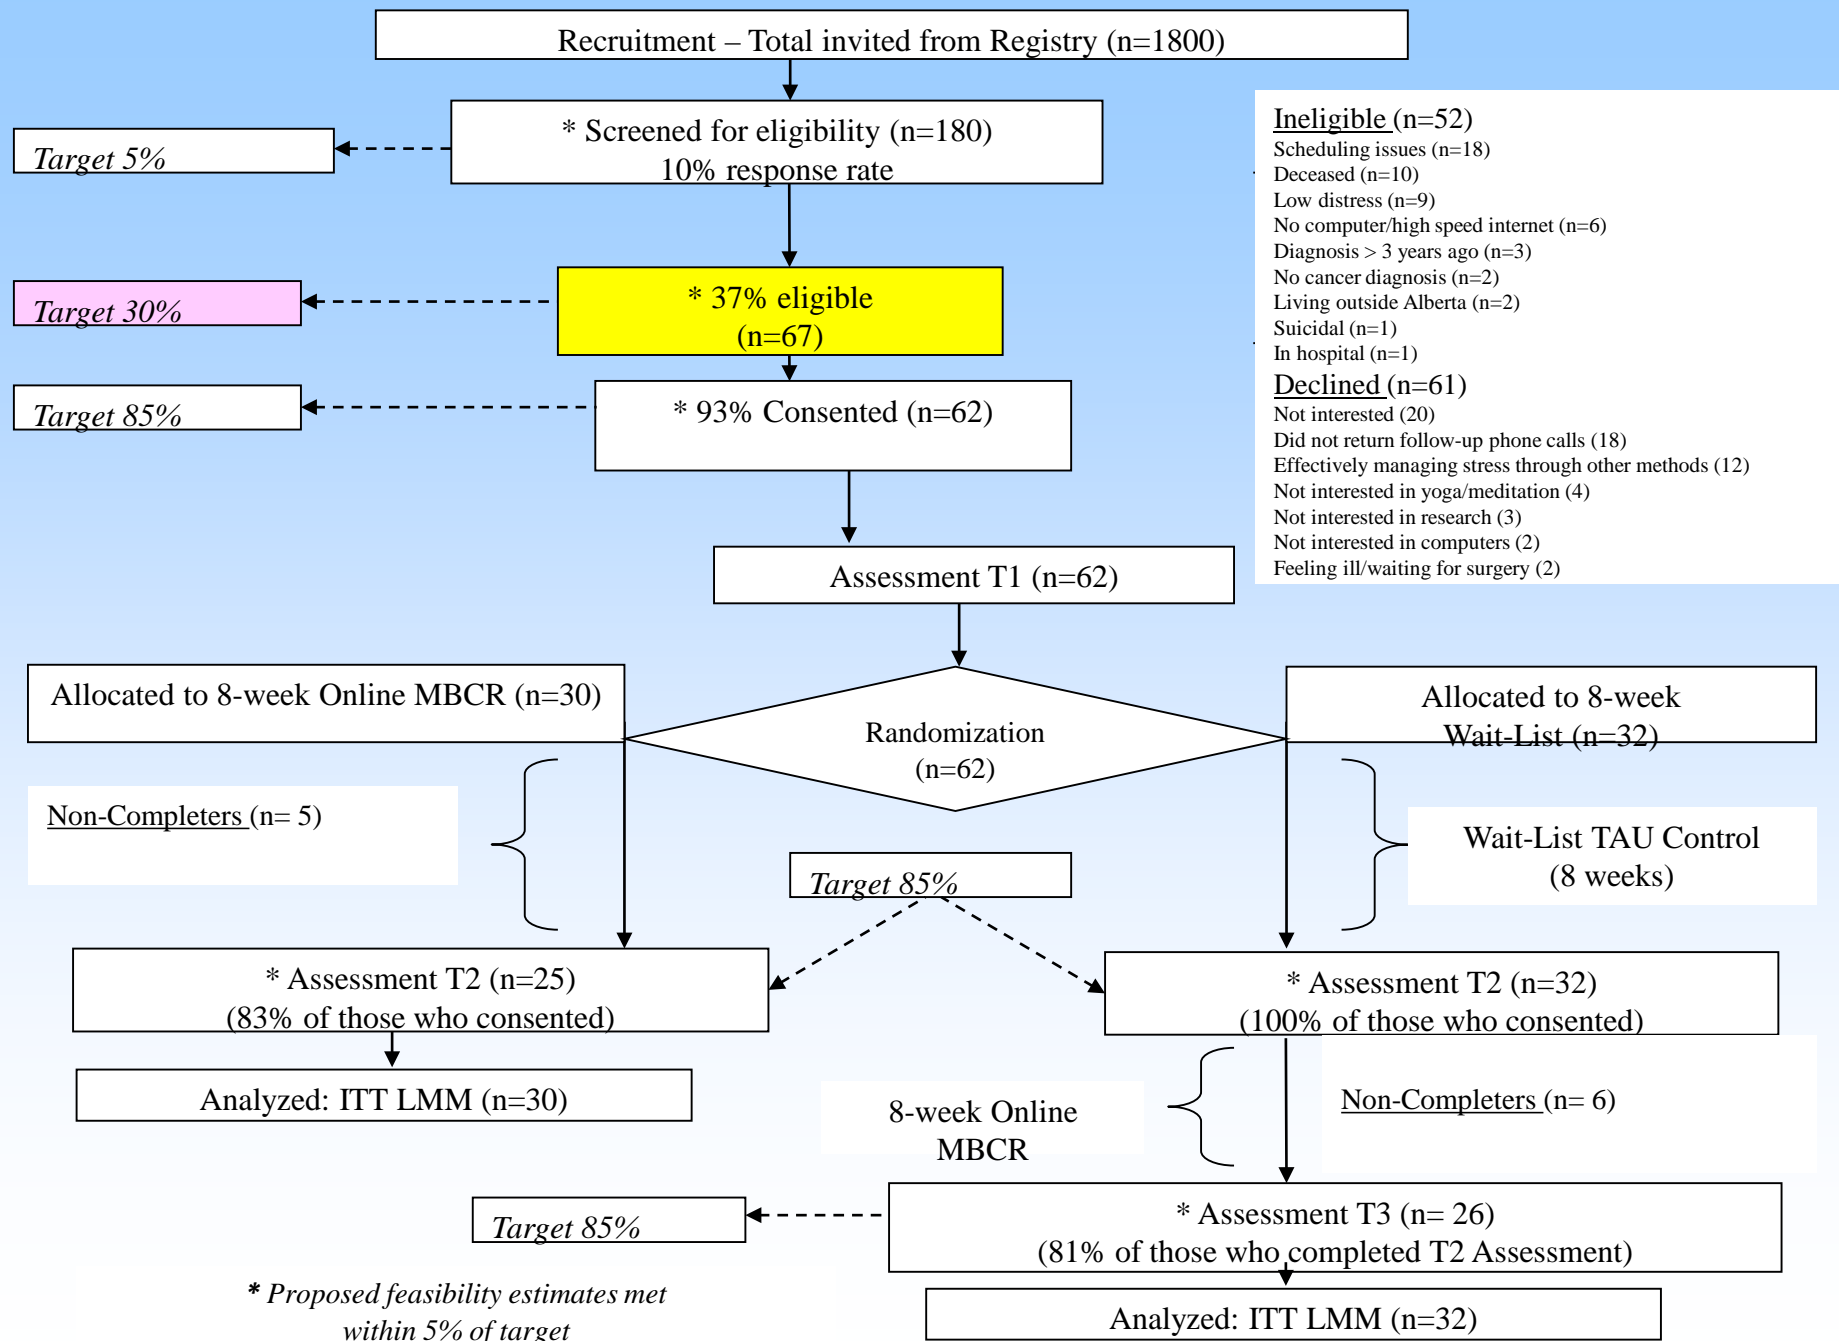 Recruitment – Total invited from Registry (n=1800)
* Screened for eligibility (n=180)
10% response rate
Target 5%
Ineligible (n=52)
Scheduling issues (n=18)
Deceased (n=10)
Low distress (n=9)
No computer/high speed internet (n=6)
Diagnosis > 3 years ago (n=3)
No cancer diagnosis (n=2)
Living outside Alberta (n=2)
Suicidal (n=1)
In hospital (n=1)
Declined (n=61)
Not interested (20)
Did not return follow-up phone calls (18)
Effectively managing stress through other methods (12)
Not interested in yoga/meditation (4)
Not interested in research (3)
Not interested in computers (2)
Feeling ill/waiting for surgery (2)
* 37% eligible
(n=67)
Target 30%
* 93% Consented (n=62)
Target 85%
Assessment T1 (n=62)
Allocated to 8-week Online MBCR (n=30)
Randomization
(n=62)
Allocated to 8-week
Wait-List (n=32)
Non-Completers (n= 5)
Wait-List TAU Control
(8 weeks)
Target 85%
* Assessment T2 (n=25)
(83% of those who consented)
* Assessment T2 (n=32)
(100% of those who consented)
Analyzed: ITT LMM (n=30)
8-week Online
MBCR
Non-Completers (n= 6)
Target 85%
* Assessment T3 (n= 26)
(81% of those who completed T2 Assessment)
* Proposed feasibility estimates met
within 5% of target
Analyzed: ITT LMM (n=32)